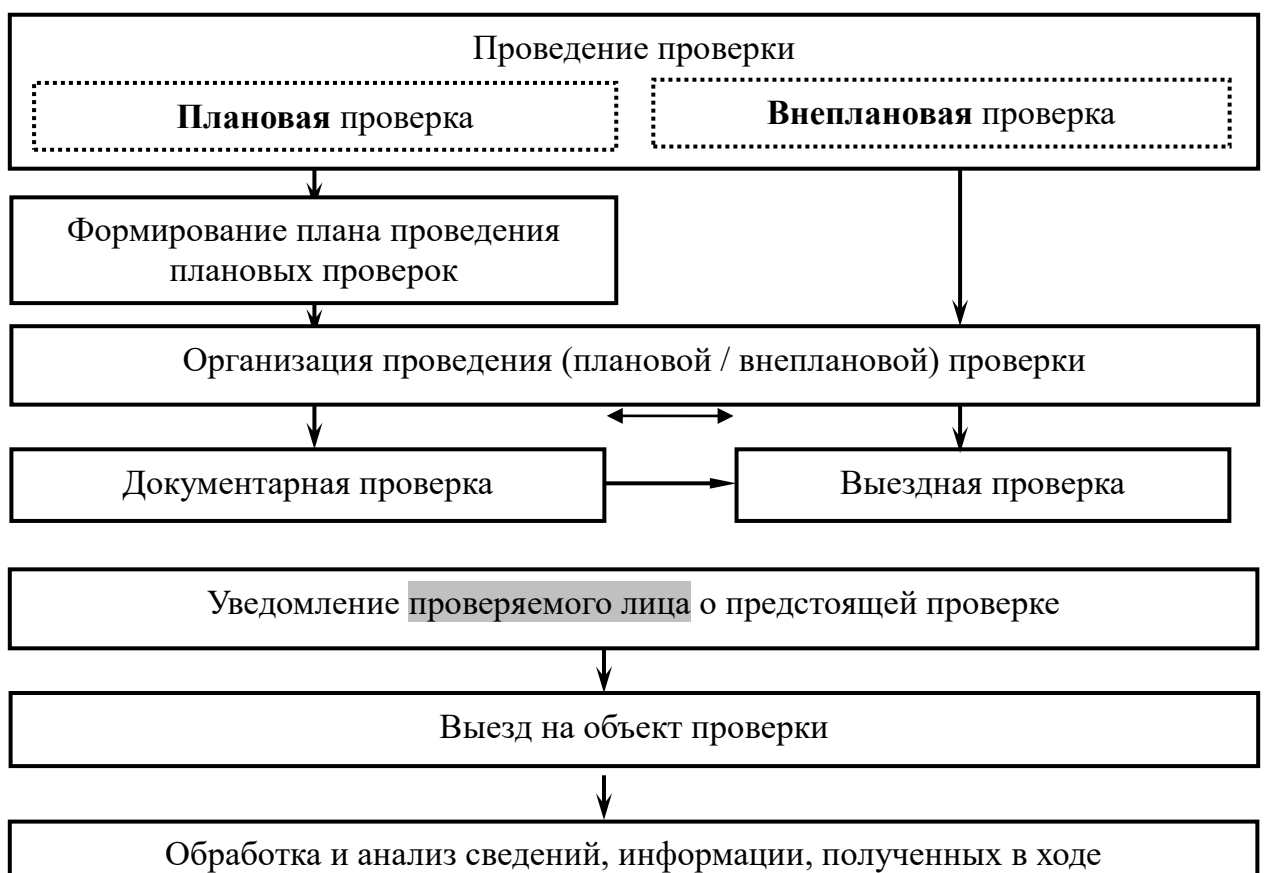 Проведение проверки
Плановая проверка
Внеплановая проверка
Формирование плана проведения
плановых проверок
Организация проведения (плановой / внеплановой) проверки
Документарная проверка
Выездная проверка
Уведомление проверяемого лица о предстоящей проверке
Выезд на объект проверки
Обработка и анализ сведений, информации, полученных в ходе